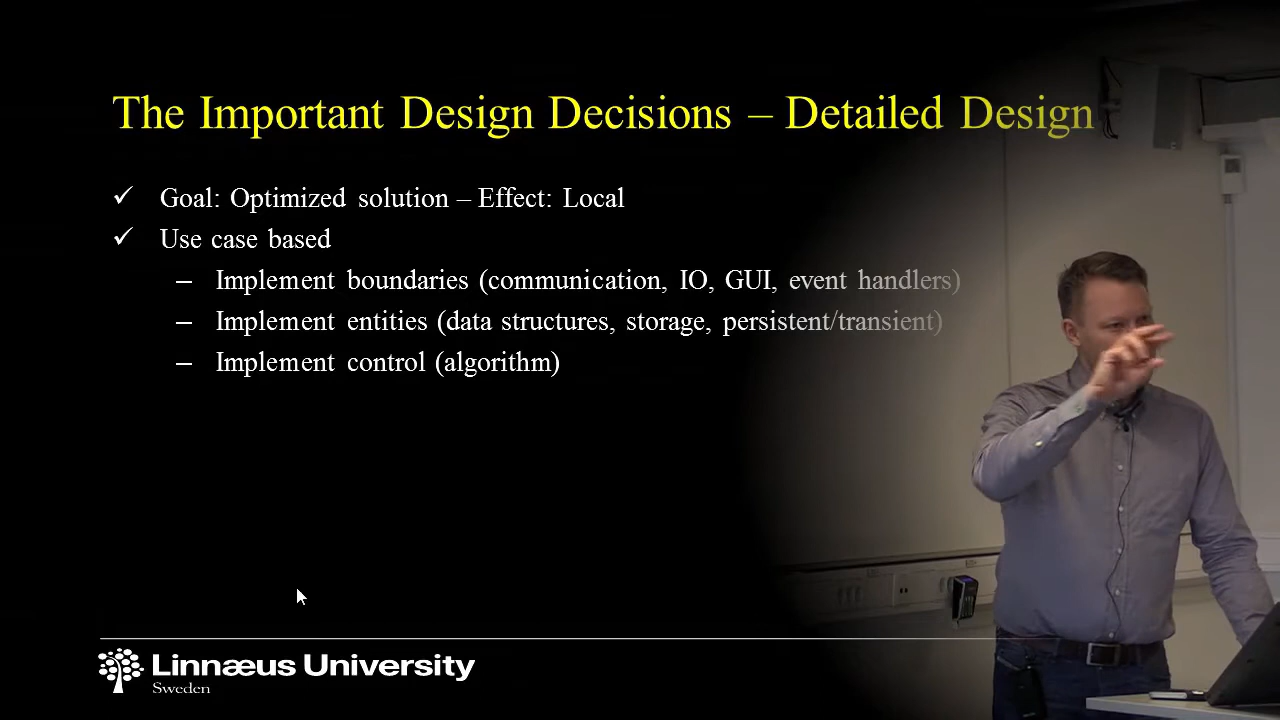 The Important Design Decisions – Detailed Design
✓ Goal: Optimized solution – Effect: Local
✓ Use case based
– Implement boundaries (communication, IO, GUI, event handlers)
– Implement entities (data structures, storage, persistent/transient)
– Implement control (algorithm)
Linnæus University
Sweden